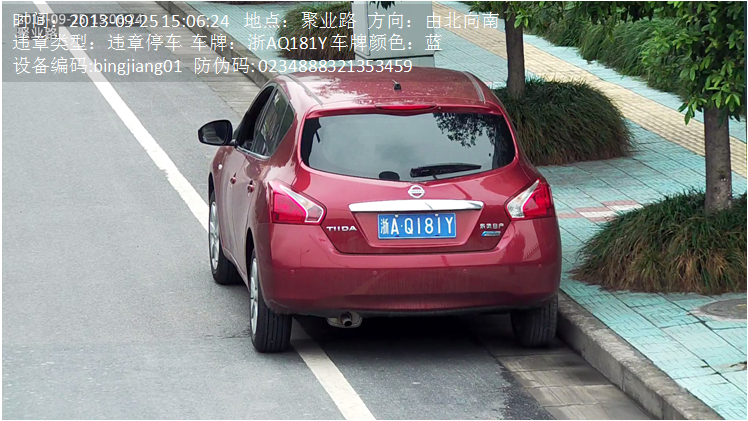 时间: 2013-09-25 15:06:24 地点: 聚业路 方向: 由北向南
违章类型: 违章停车 车牌: 浙AQ181Y 车牌颜色: 蓝
设备编码:bingjiang01 防伪码:0234888321353459
TIIDA
浙A·Q181Y